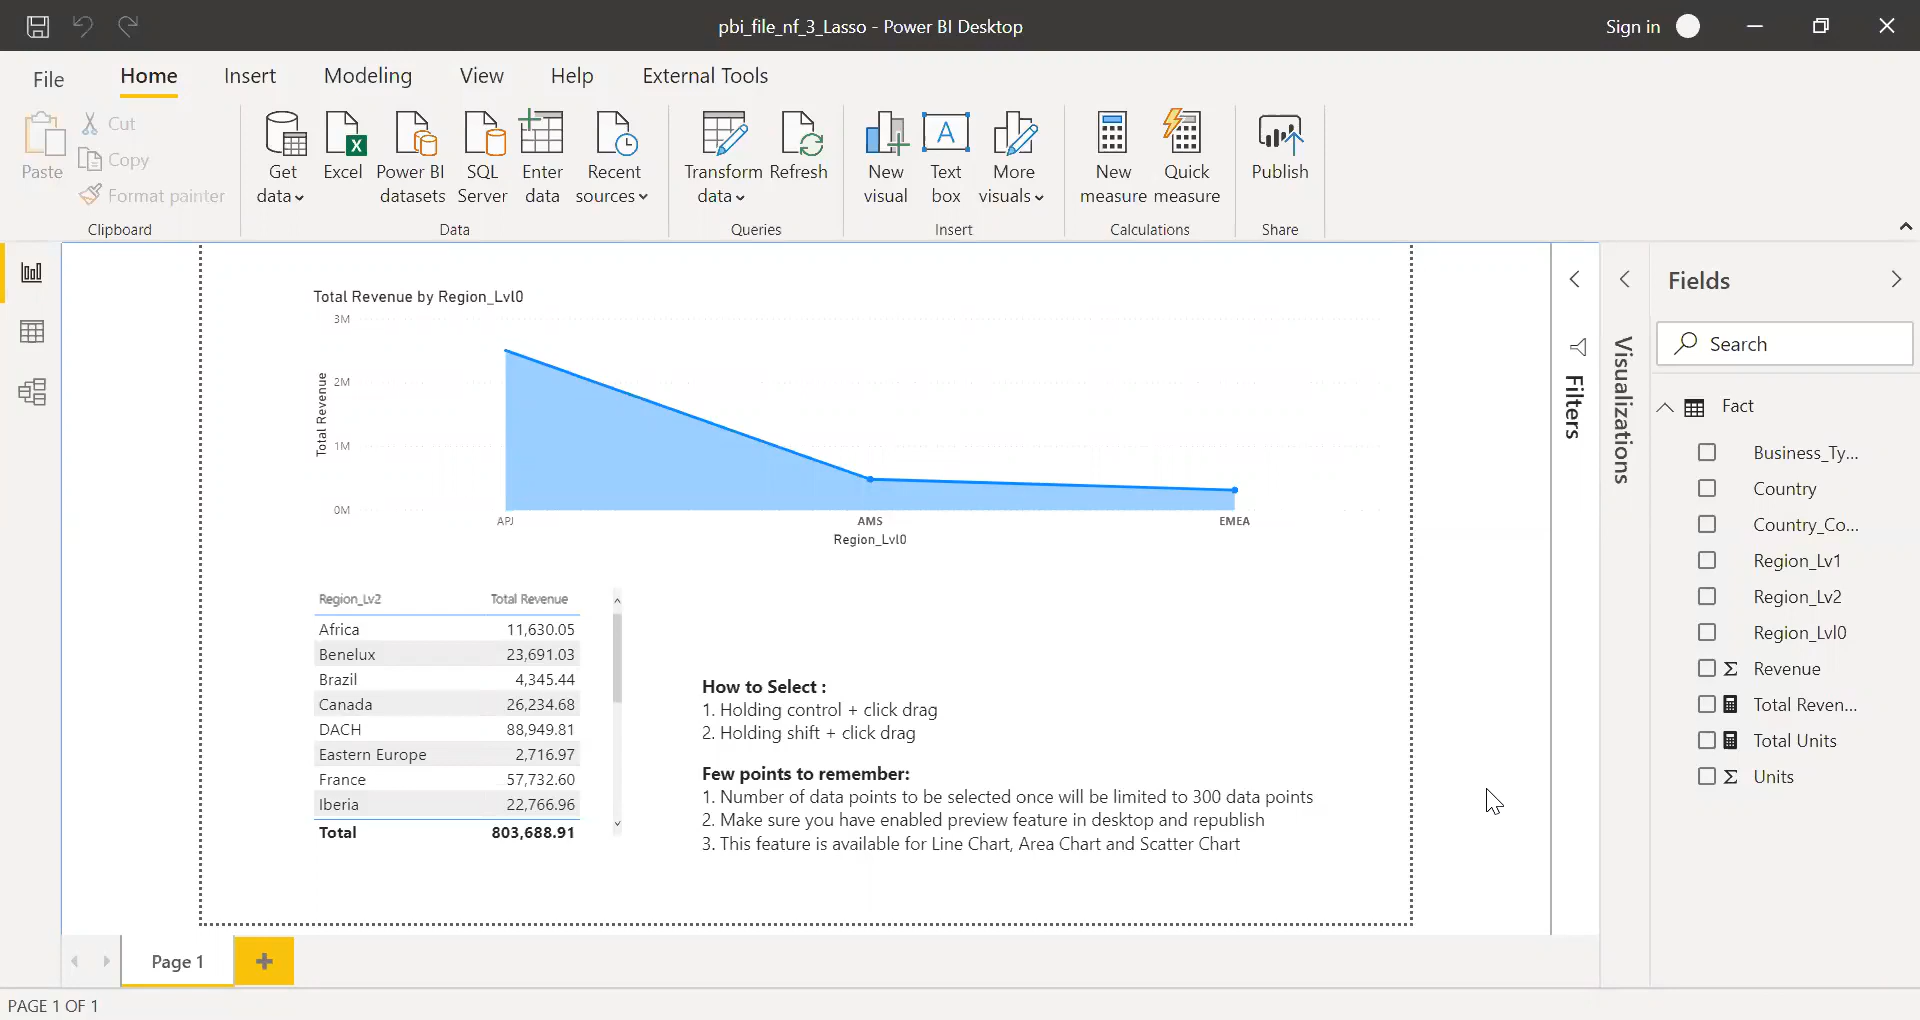 pbi_file_nf_3_Lasso - Power BI Desktop
Sign in
File
Home
Insert
Modeling
View
Help
External Tools
Paste
Cut
Copy
Format painter
Clipboard
Get data
Excel
Power BI datasets
SQL Server
Enter data
Recent sources
Data
Transform data
Refresh
Queries
New visual
Text box
More visuals
Insert
New measure
Quick measure
Calculations
Publish
Share
Total Revenue by Region_Lvl0
3M
2M
1M
0M
Total Revenue
APJ
AMS
EMEA
Region_Lvl0
Region_Lv2 Total Revenue
Africa 11,630.05
Benelux 23,691.03
Brazil 4,345.44
Canada 26,234.68
DACH 88,949.81
Eastern Europe 2,716.97
France 57,732.60
Iberia 22,766.96
Total 803,688.91
How to Select :
1. Holding control + click drag
2. Holding shift + click drag
Few points to remember:
1. Number of data points to be selected once will be limited to 300 data points
2. Make sure you have enabled preview feature in desktop and republish
3. This feature is available for Line Chart, Area Chart and Scatter Chart
Filters
Visualizations
Fields
Search
Fact
Business_Ty...
Country
Country_Co...
Region_Lv1
Region_Lv2
Region_Lvl0
Σ Revenue
Total Reven...
Total Units
Σ Units
Page 1
PAGE 1 OF 1